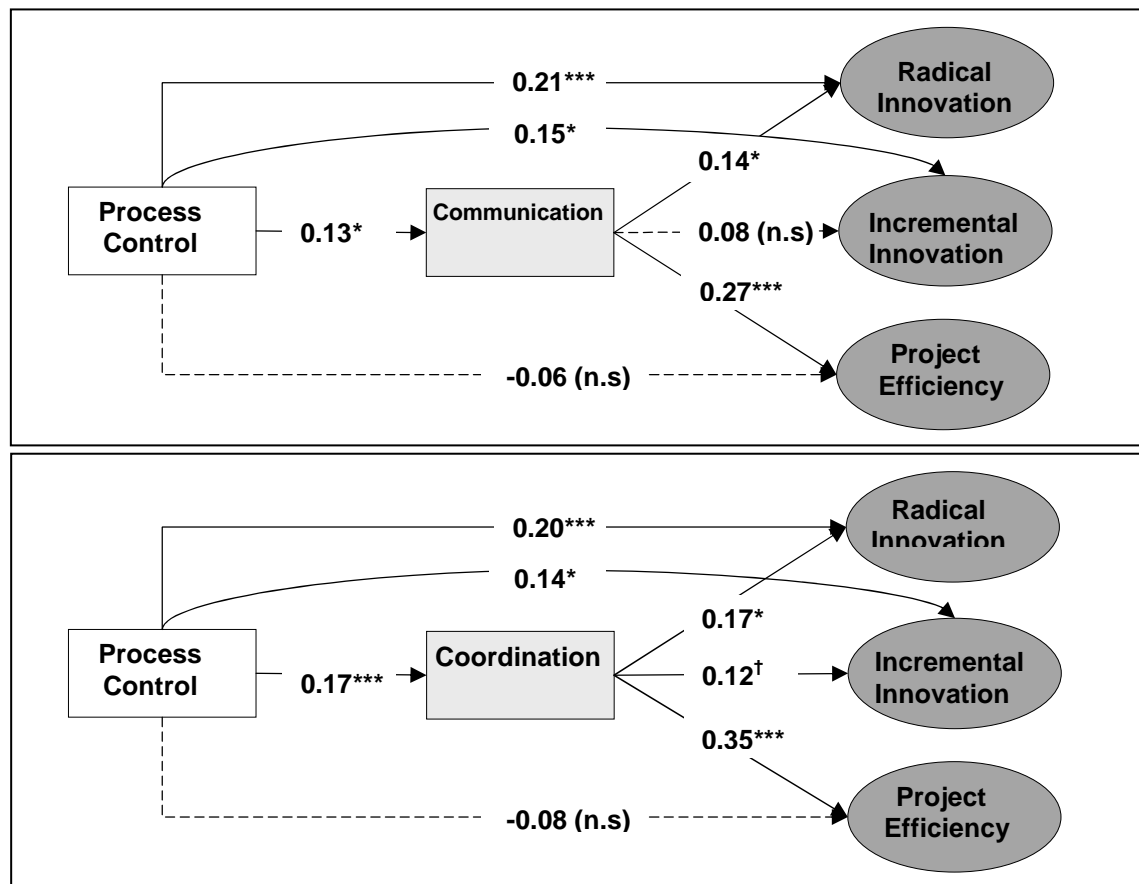 Radical
Innovation
0.21***
0.15*
0.14*
Process
Control
0.13*
Communication
0.08 (n.s)
Incremental
Innovation
0.27***
Project
Efficiency
-0.06 (n.s)
Radical
Innovation
0.20***
0.14*
0.17*
Process
Control
0.17***
Coordination
0.12†
Incremental
Innovation
0.35***
Project
Efficiency
-0.08 (n.s)